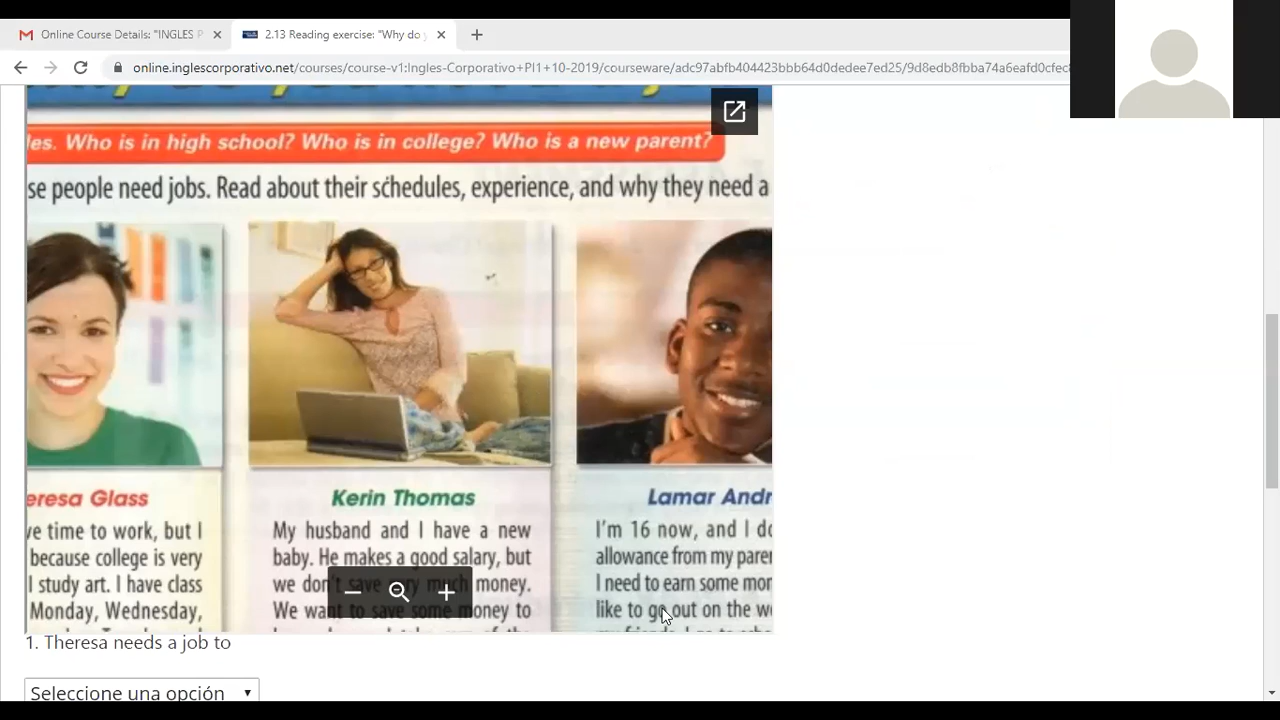 Online Course Details: "INGLES P
2.13 Reading exercise: "Why do
online.inglescorporativo.net/courses/course-v1:Ingles-Corporativo+PI1+10-2019/courseware/adc97abfb404423bbb64d0dedee7ed25/9d8edb8fbba74a6eafd0cfec8
les. Who is in high school? Who is in college? Who is a new parent?
se people need jobs. Read about their schedules, experience, and why they need a
eresa Glass
ve time to work, but I
because college is very
I study art. I have class
Monday, Wednesday,
Kerin Thomas
My husband and I have a new
baby. He makes a good salary, but
we don't save very much money.
We want to save some money to
Lamar Andr
I'm 16 now, and I do
allowance from my pare
I need to earn some mo
like to go out on the w
1. Theresa needs a job to
Seleccione una opción